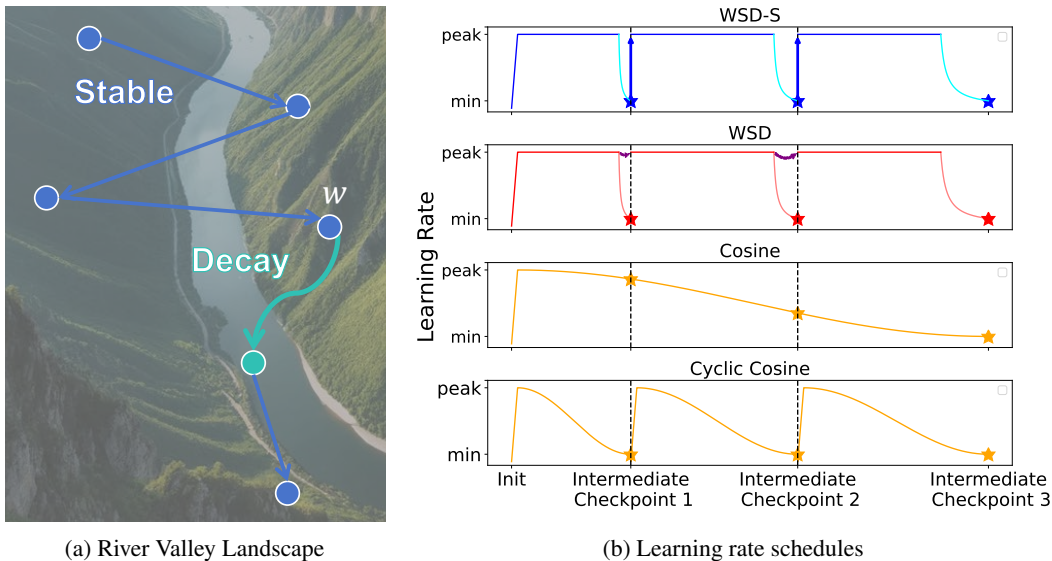 Stable
w
Decay
(a) River Valley Landscape
Learning Rate
WSD-S
peak
min
WSD
peak
min
Cosine
peak
min
Cyclic Cosine
peak
min
Init
Intermediate
Checkpoint 1
Intermediate
Checkpoint 2
Intermediate
Checkpoint 3
(b) Learning rate schedules